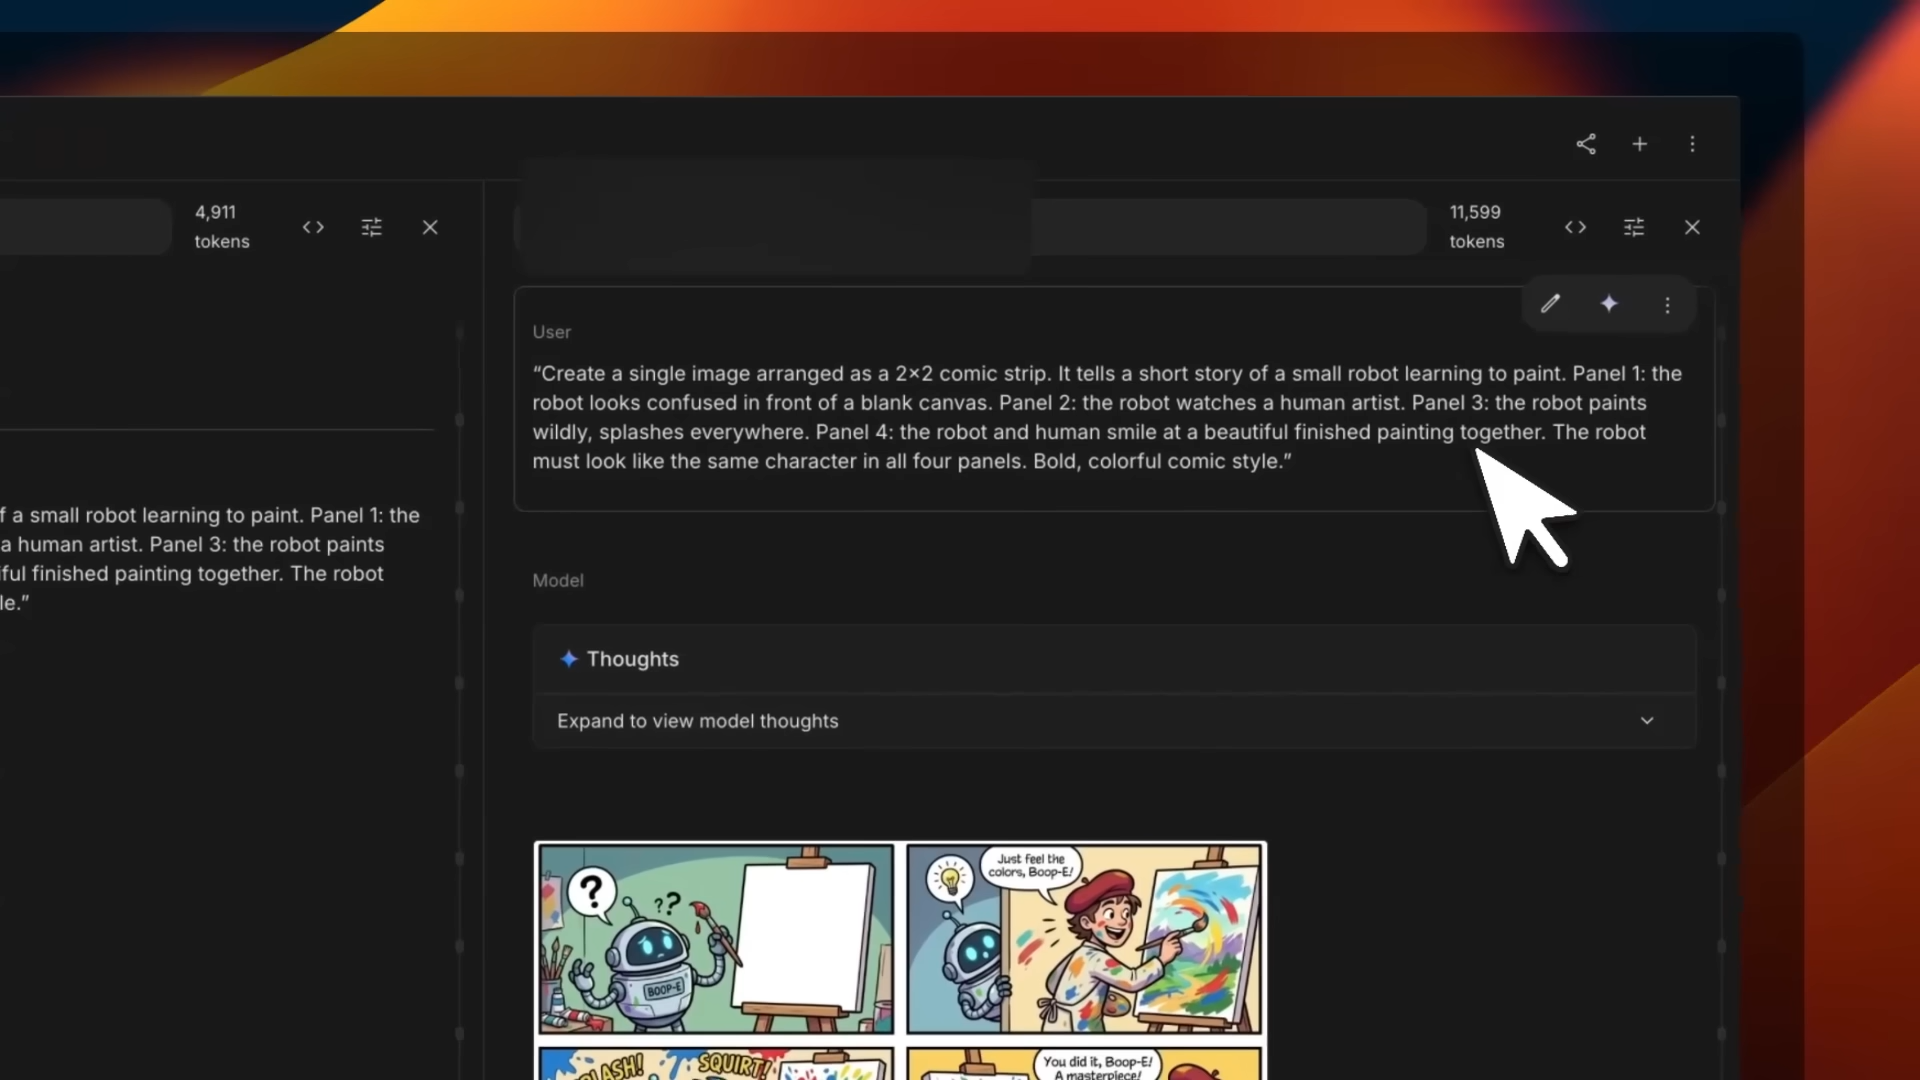 4,911
tokens
11,599
tokens
f a small robot learning to paint. Panel 1: the
a human artist. Panel 3: the robot paints
ful finished painting together. The robot
le.”
User
“Create a single image arranged as a 2×2 comic strip. It tells a short story of a small robot learning to paint. Panel 1: the
robot looks confused in front of a blank canvas. Panel 2: the robot watches a human artist. Panel 3: the robot paints
wildly, splashes everywhere. Panel 4: the robot and human smile at a beautiful finished painting together. The robot
must look like the same character in all four panels. Bold, colorful comic style.”
Model
Thoughts
Expand to view model thoughts
?
??
BOOP-E
Just feel the
colors, Boop-E!
LASH!
SQUIRT!
You did it, Boop-E!
A masterpiece!